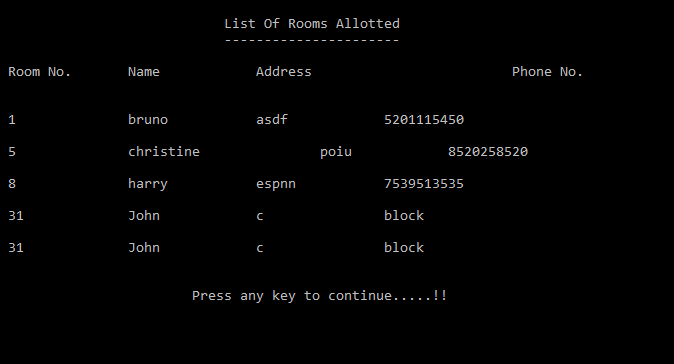 List Of Rooms Allotted
----------------------
Room No. Name Address Phone No.
1 bruno asdf 5201115450
5 christine poiu 8520258520
8 harry espnn 7539513535
31 John c block
31 John c block
Press any key to continue.....!!